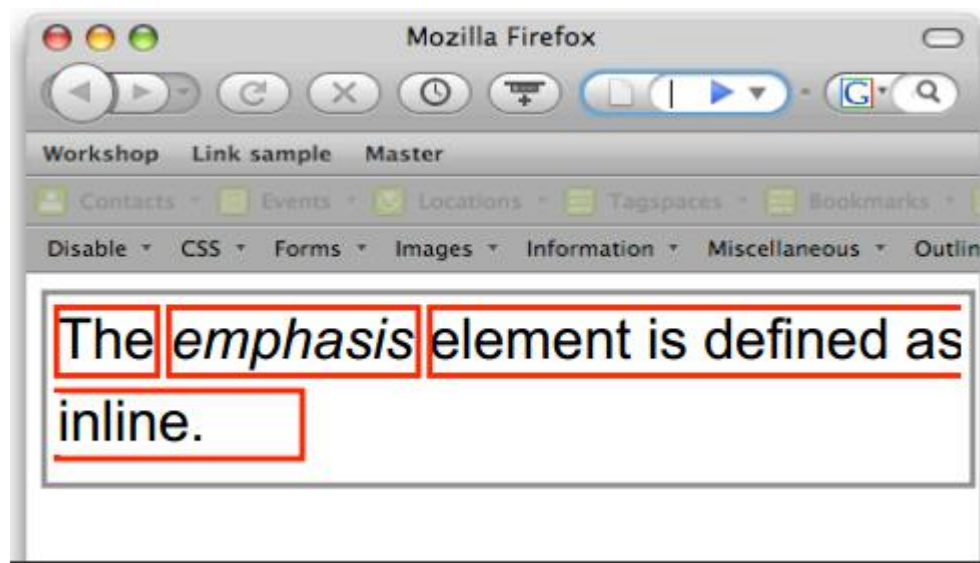 Mozilla Firefox
G
Workshop Link sample Master
Contacts Events Locations Tagspaces Bookmarks
Disable CSS Forms Images Information Miscellaneous Outlin
The emphasis element is defined as
inline.